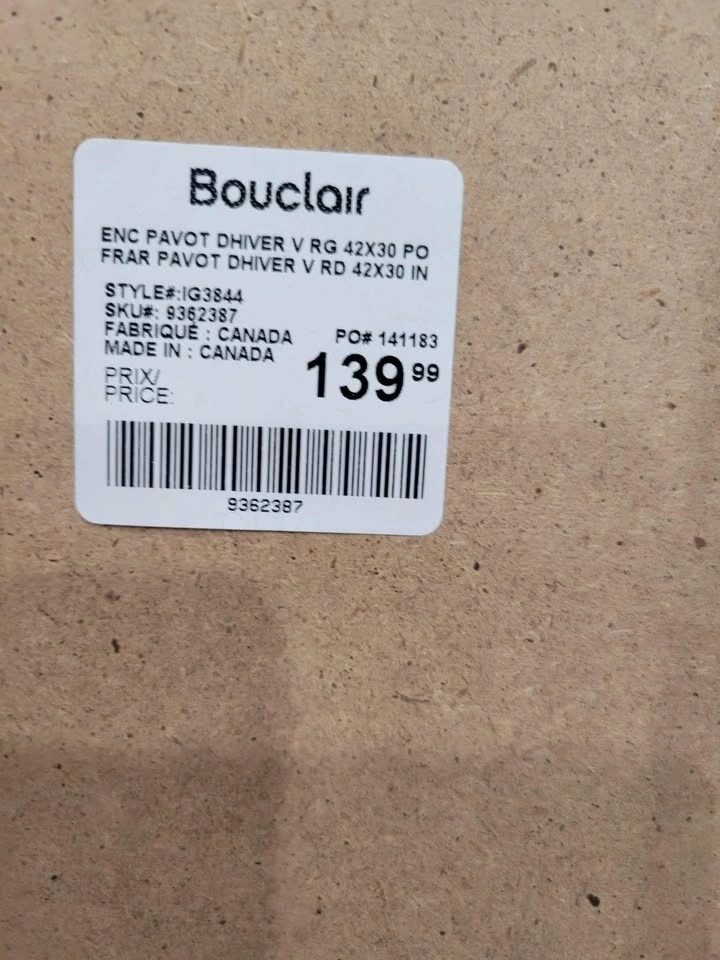 Bouclair
ENC PAVOT DHIVER V RG 42X30 PO
FRAR PAVOT DHIVER V RD 42X30 IN
STYLE#:IG3844
SKU#: 9362387
FABRIQUÉ : CANADA PO# 141183
MADE IN : CANADA
PRIX/
PRICE: 139 99
9362387